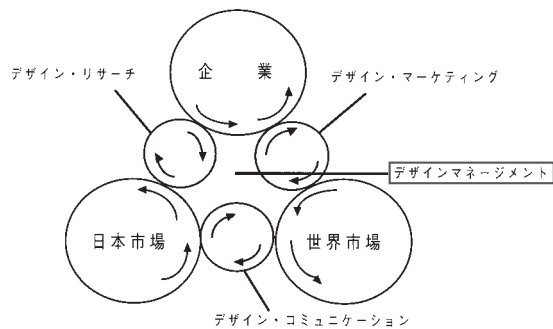 デザイン・リサーチ
企 業
デザイン・マーケティング
デザインマネージメント
日本市場
世界市場
デザイン・コミュニケーション